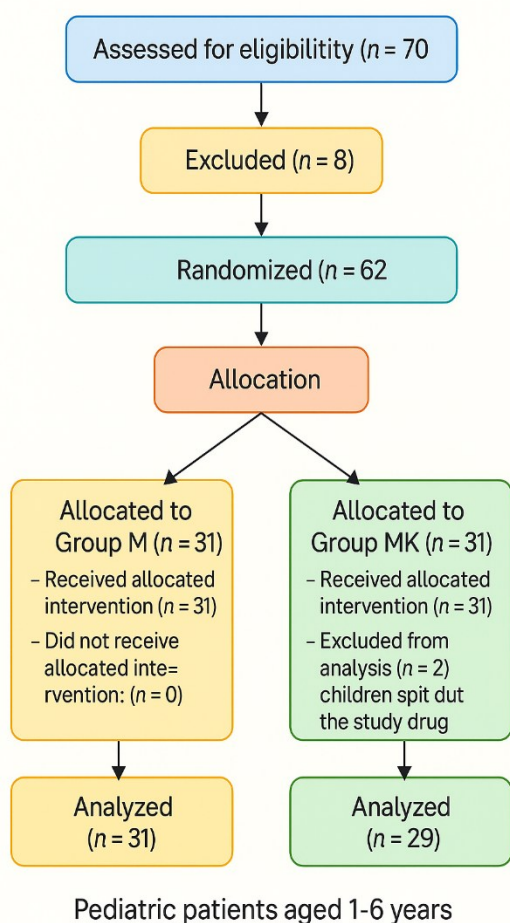 Assessed for eligibilitity (n = 70
Excluded (n = 8)
Randomized (n = 62
Allocation
Allocated to
Group M (n = 31)
– Received allocated
intervention (n = 31)
– Did not receive
allocated inte=
rvention: (n = 0)
Allocated to
Group MK (n = 31)
– Received allocated
intervention (n = 31)
– Excluded from
analysis (n = 2)
children spit dut
the study drug
Analyzed
(n = 31)
Analyzed
(n = 29)
Pediatric patients aged 1-6 years